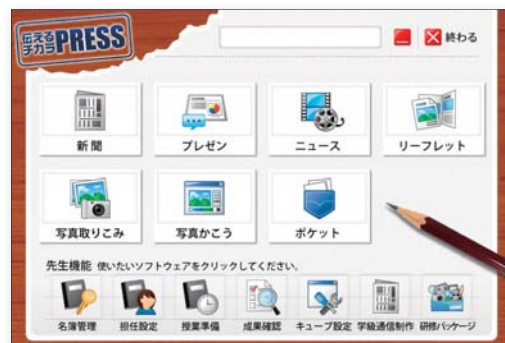 伝える
チカラPRESS
終わる
新聞
プレゼン
ニュース
リーフレット
写真取りこみ
写真かこう
ポケット
先生機能 使いたいソフトウェアをクリックしてください。
名簿管理
担任設定
授業準備
成果確認
キューブ設定
学級通信制作
研修パッケージ